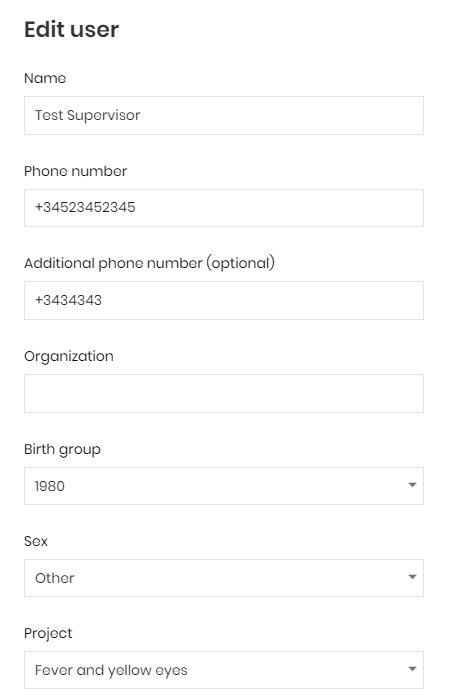 Edit user
Name
Test Supervisor
Phone number
+34523452345
Additional phone number (optional)
+3434343
Organization
Birth group
1980
Sex
Other
Project
Fever and yellow eyes